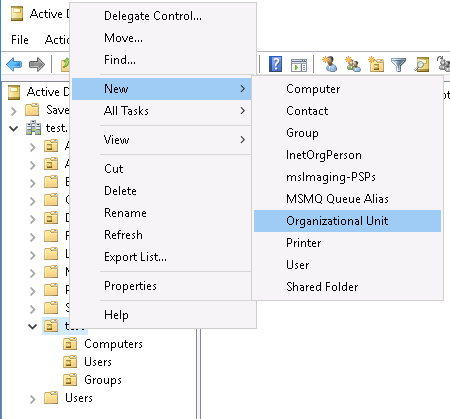 Active D
File
Actio
Active D
Save
test.
A
A
B
C
D
F
L
N
P
S
test
Computers
Users
Groups
Users
Delegate Control...
Move...
Find...
New
All Tasks
View
Cut
Delete
Rename
Refresh
Export List...
Properties
Help
Computer
Contact
Group
InetOrgPerson
msImaging-PSPs
MSMQ Queue Alias
Organizational Unit
Printer
User
Shared Folder